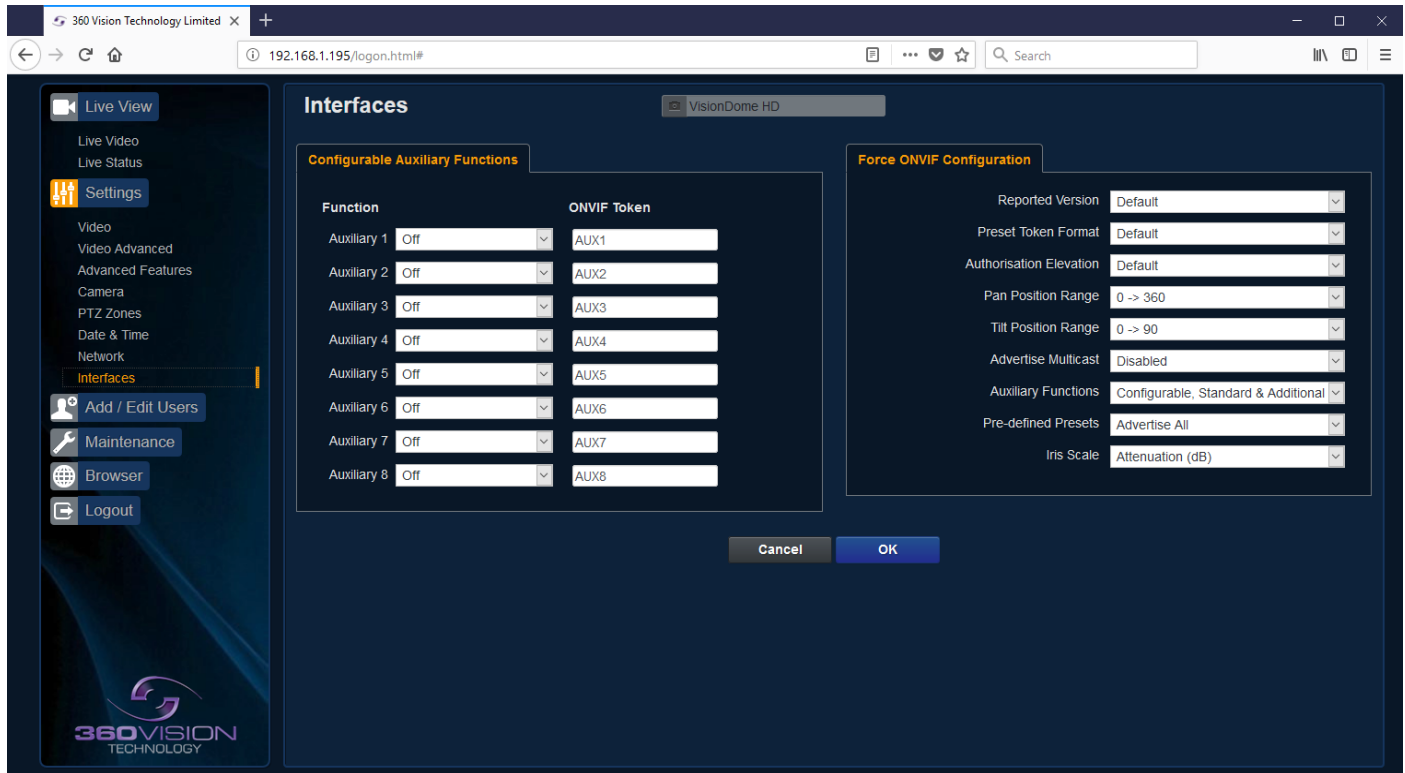 360 Vision Technology Limited
192.168.1.195/logon.html#
Search
Live View
Live Video
Live Status
Settings
Video
Video Advanced
Advanced Features
Camera
PTZ Zones
Date & Time
Network
Interfaces
Add / Edit Users
Maintenance
Browser
Logout
360VISION
TECHNOLOGY
Interfaces
VisionDome HD
Configurable Auxiliary Functions
Function ONVIF Token
Auxiliary 1 Off AUX1
Auxiliary 2 Off AUX2
Auxiliary 3 Off AUX3
Auxiliary 4 Off AUX4
Auxiliary 5 Off AUX5
Auxiliary 6 Off AUX6
Auxiliary 7 Off AUX7
Auxiliary 8 Off AUX8
Force ONVIF Configuration
Reported Version Default
Preset Token Format Default
Authorisation Elevation Default
Pan Position Range 0 -> 360
Tilt Position Range 0 -> 90
Advertise Multicast Disabled
Auxiliary Functions Configurable, Standard & Additional
Pre-defined Presets Advertise All
Iris Scale Attenuation (dB)
Cancel OK